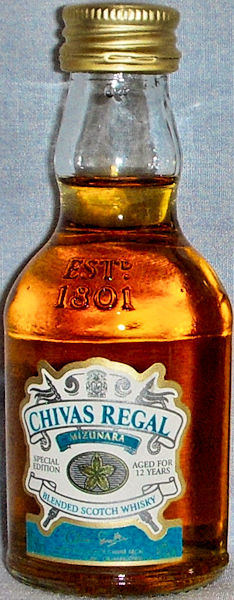 ESTD
1801
CHIVAS REGAL
MIZUNARA
SPECIAL
EDITION
AGED FOR
12 YEARS
BLENDED SCOTCH WHISKY